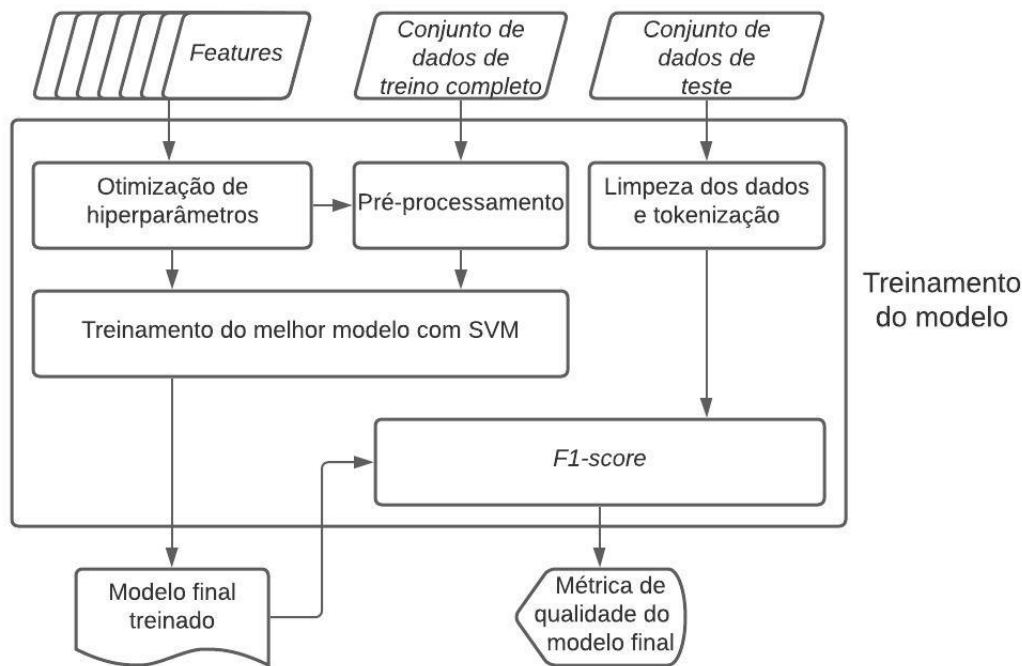 Features
Conjunto de
dados de
treino completo
Conjunto de
dados de
teste
Otimização de
hiperparâmetros
Pré-processamento
Limpeza dos dados
e tokenização
Treinamento
do modelo
Treinamento do melhor modelo com SVM
F1-score
Modelo final
treinado
Métrica de
qualidade do
modelo final